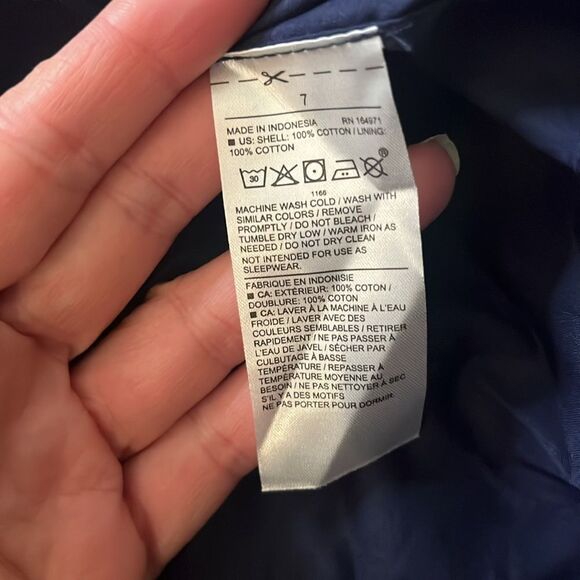 7
MADE IN INDONESIA RN 164971
■ US: SHELL: 100% COTTON / LINING:
100% COTTON
30
®
1166
MACHINE WASH COLD / WASH WITH
SIMILAR COLORS / REMOVE
PROMPTLY / DO NOT BLEACH /
TUMBLE DRY LOW / WARM IRON AS
NEEDED / DO NOT DRY CLEAN
NOT INTENDED FOR USE AS
SLEEPWEAR.
FABRIQUE EN INDONISIE
■ CA: EXTÉRIEUR: 100% COTON /
DOUBLURE: 100% COTON
■ CA: LAVER À LA MACHINE À L'EAU
FROIDE / LAVER AVEC DES
COULEURS SEMBLABLES / RETIRER
RAPIDEMENT / NE PAS PASSER À
L'EAU DE JAVEL / SÉCHER PAR
CULBUTAGE À BASSE
TEMPÉRATURE / REPASSER À
TEMPÉRATURE MOYENNE AU
BESOIN / NE PAS NETTOYER À SEC
S'IL Y A DES MOTIFS
NE PAS PORTER POUR DORMIR.